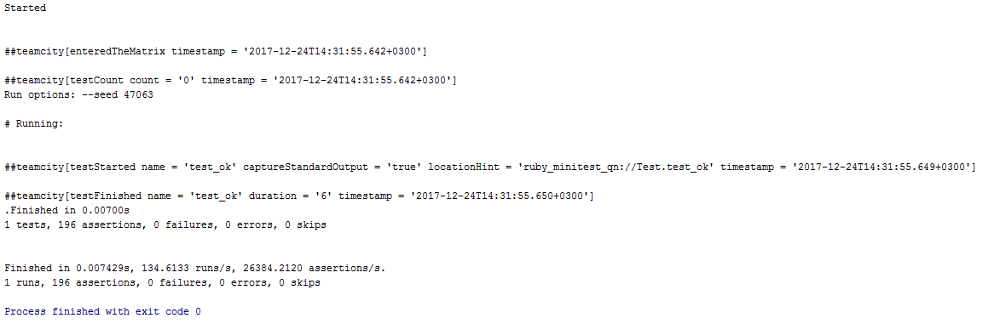 Started
##teamcity[enteredTheMatrix timestamp = '2017-12-24T14:31:55.642+0300']
##teamcity[testCount count = '0' timestamp = '2017-12-24T14:31:55.642+0300']
Run options: --seed 47063
# Running:
##teamcity[testStarted name = 'test_ok' captureStandardOutput = 'true' locationHint = 'ruby_minitest_qn://Test.test_ok' timestamp = '2017-12-24T14:31:55.649+0300']
##teamcity[testFinished name = 'test_ok' duration = '6' timestamp = '2017-12-24T14:31:55.650+0300']
.Finished in 0.00700s
1 tests, 196 assertions, 0 failures, 0 errors, 0 skips
Finished in 0.007429s, 134.6133 runs/s, 26384.2120 assertions/s.
1 runs, 196 assertions, 0 failures, 0 errors, 0 skips
Process finished with exit code 0